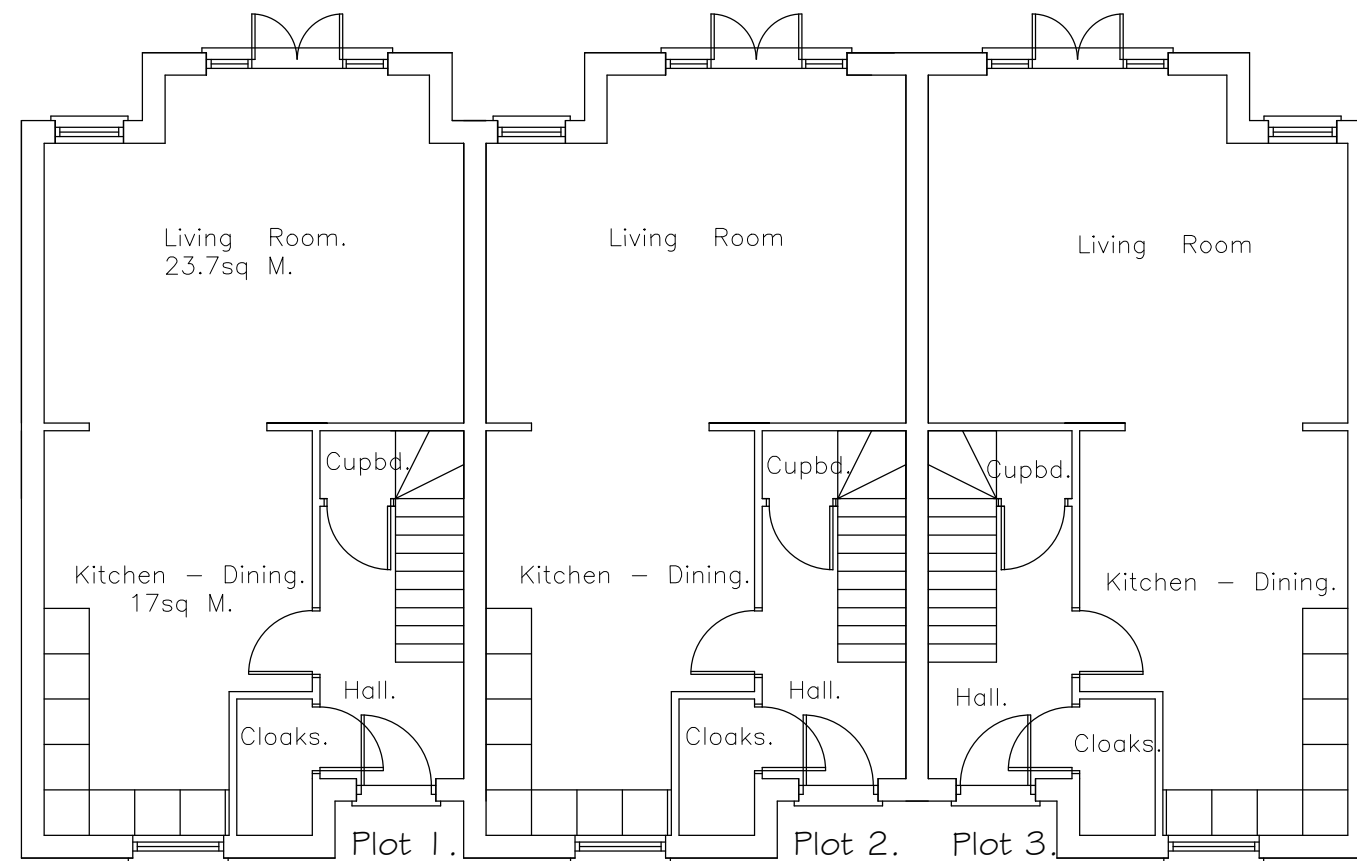 Living Room.
23.7sq M.
Living Room
Living Room
Cupbd.
Cupbd.
Cupbd.
Kitchen – Dining.
17sq M.
Kitchen – Dining.
Kitchen – Dining.
Hall.
Hall.
Hall.
Cloaks.
Cloaks.
Cloaks.
Plot 1.
Plot 2.
Plot 3.